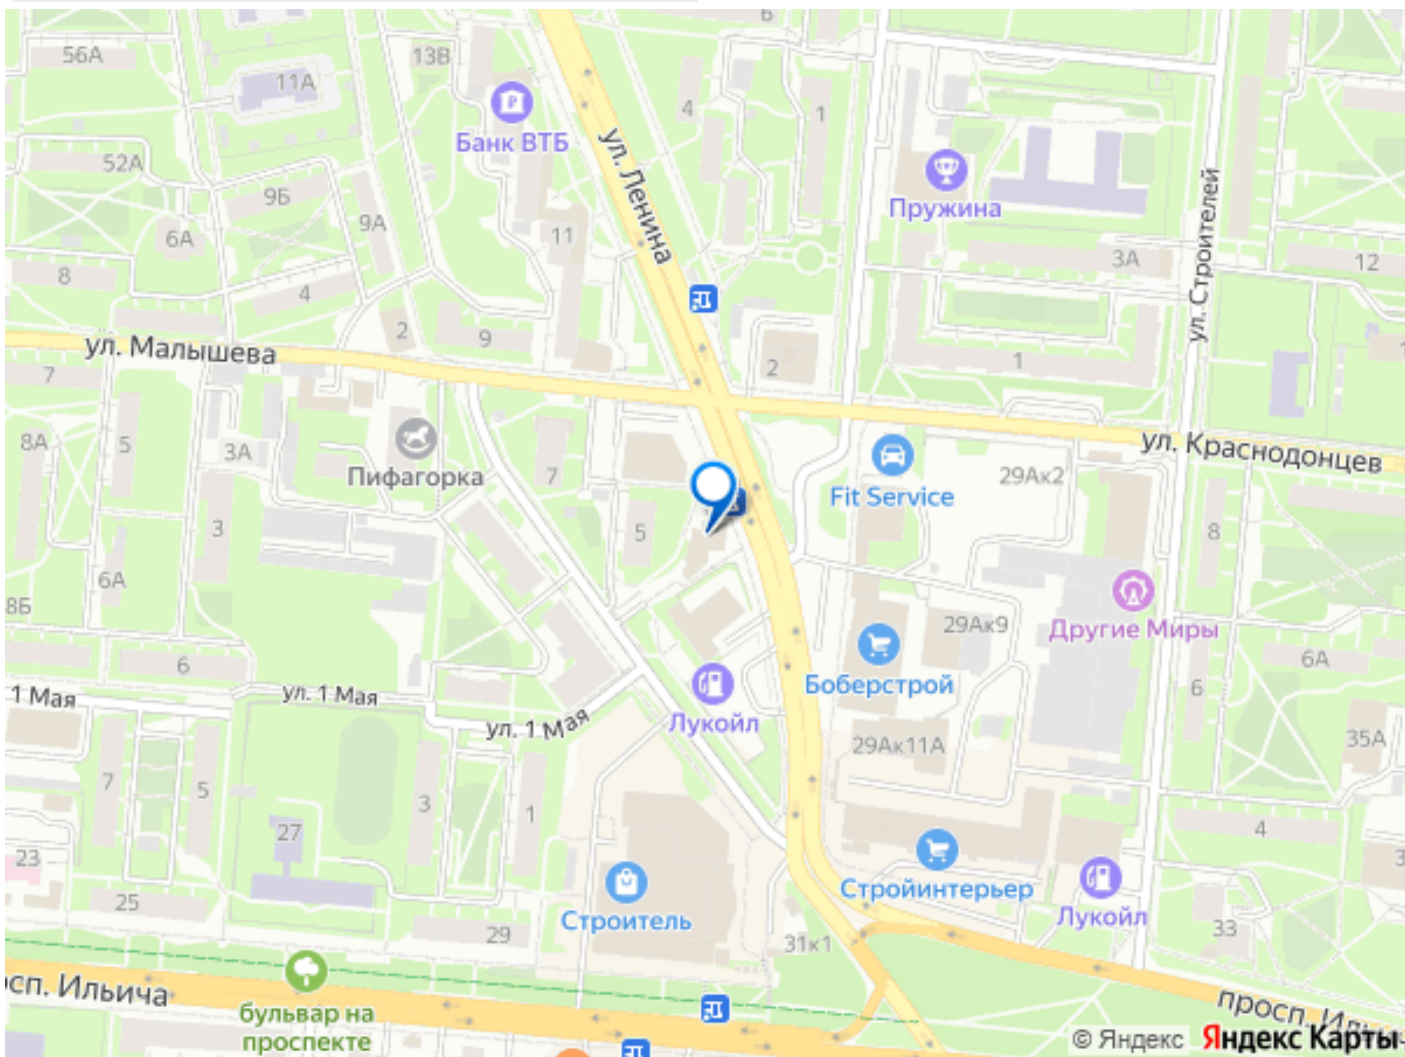 6
56А
13В
11А
Банк ВТБ
4
1
ул. Ленина
52А
9Б
9А
6А
11
Пружина
ул. Строителей
3А
12
8
4
2
9
ул. Малышева
2
1
7
8А
5
3А
Пифагорка
7
ул. Краснодонцев
29Ак2
Fit Service
3
5
8
6А
8Б
29Ак9
Другие Миры
6
Боберстрой
6А
6
1 Мая
ул. 1 Мая
ул. 1 Мая
Лукойл
29Ак11А
35А
7
5
3
1
27
4
23
25
Строитель
Стройинтерьер
Лукойл
29
31к1
33
осп. Ильича
бульвар на
проспекте
просп. Ильи
© Яндекс Яндекс Карты